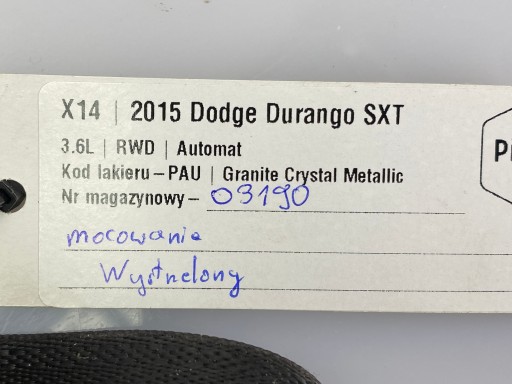 X14 | 2015 Dodge Durango SXT
3.6L | RWD | Automat
Kod lakieru – PAU | Granite Crystal Metallic
Nr magazynowy – 03190
mocowanie
Wystrzelony